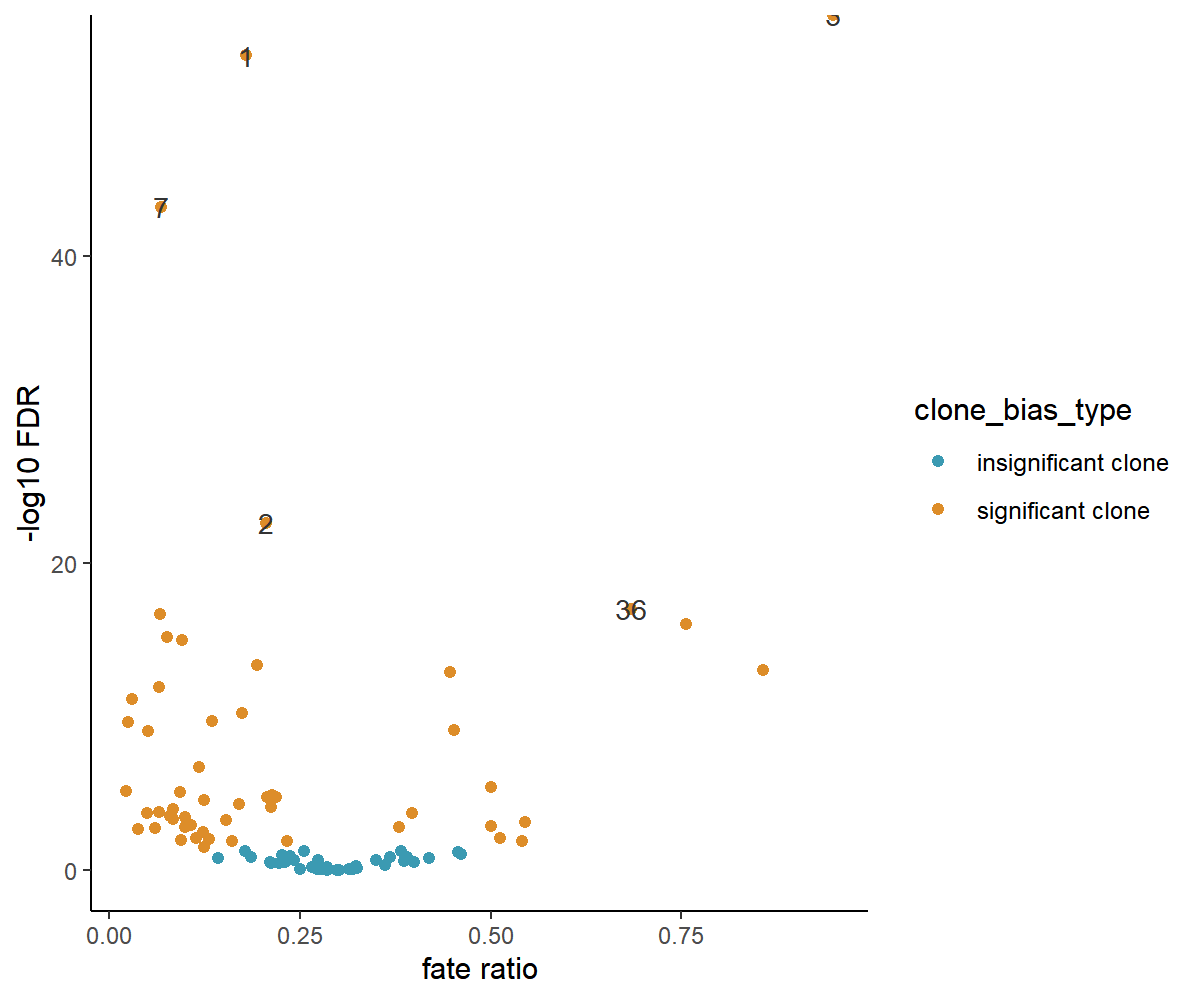 1
7
40
2
20
36
0
0.00 0.25 0.50 0.75
fate ratio
-log10 FDR
clone_bias_type
insignificant clone
significant clone